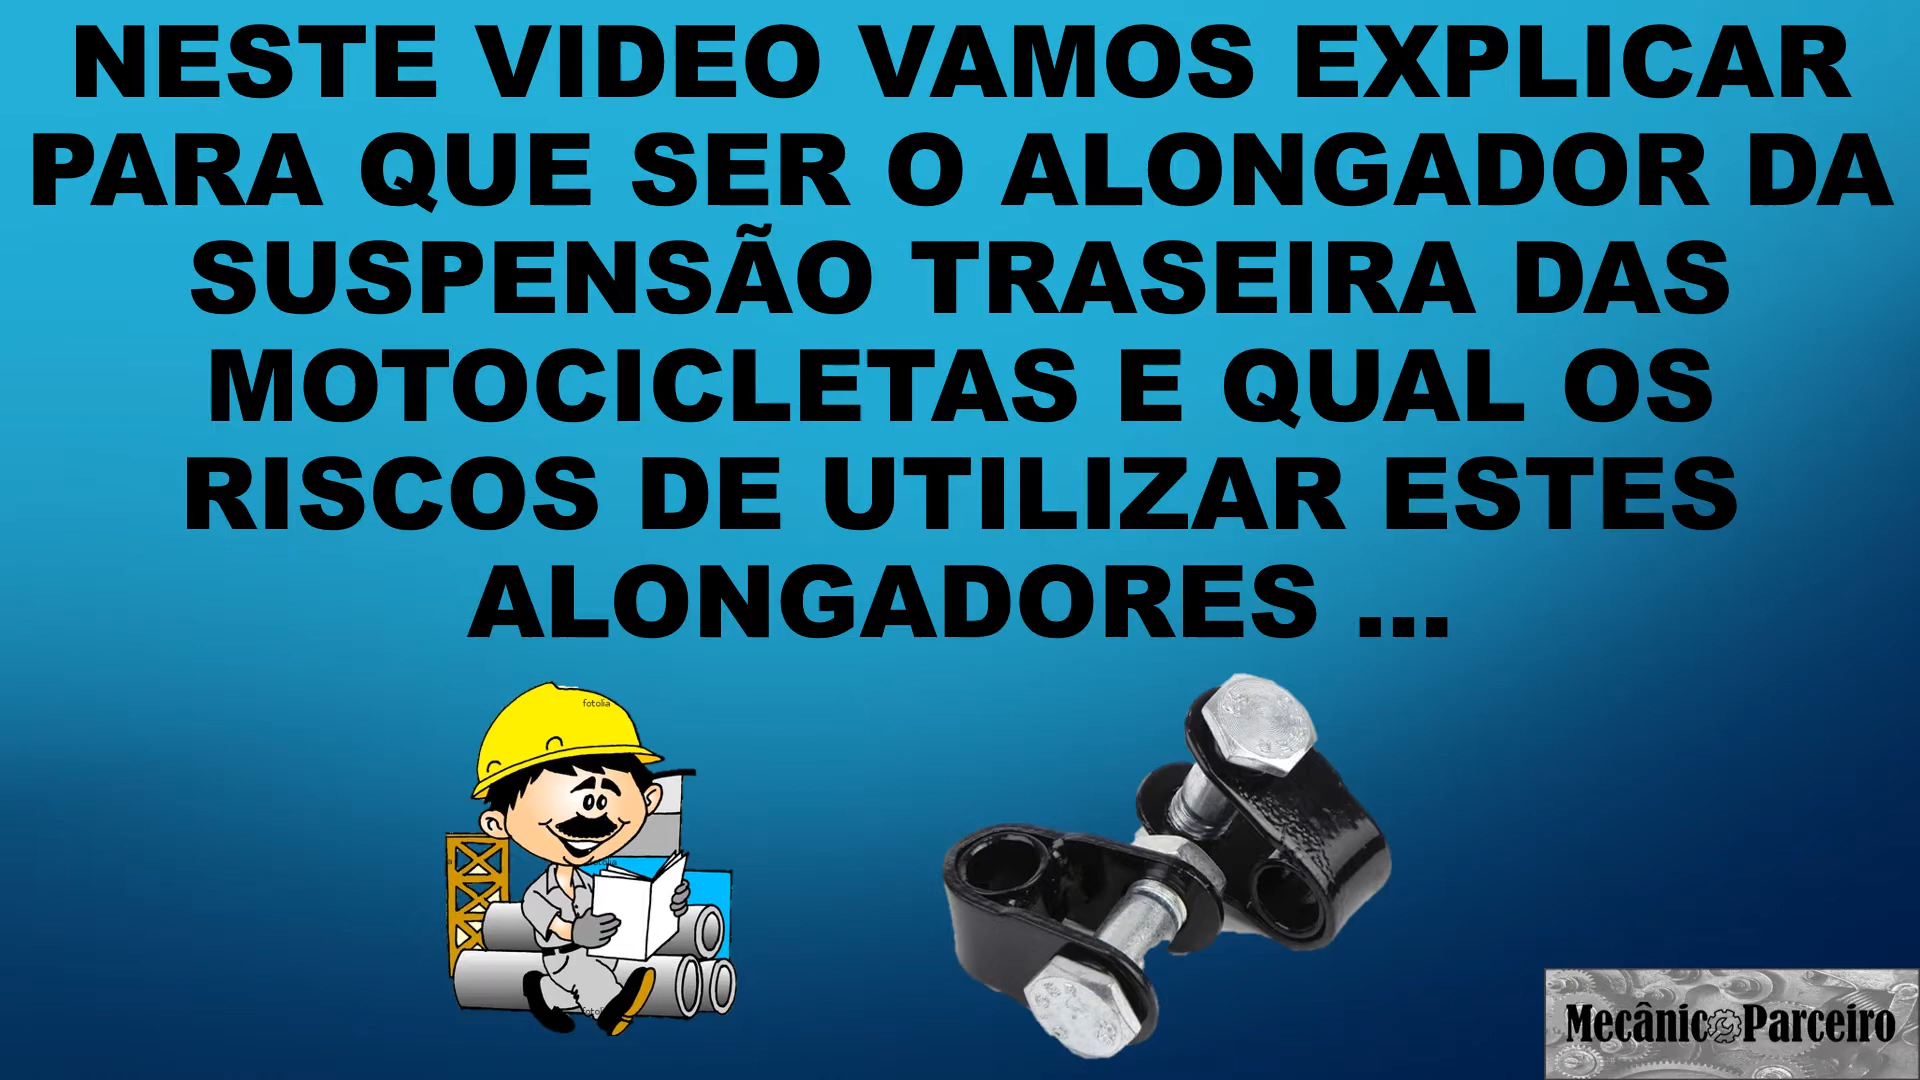 NESTE VIDEO VAMOS EXPLICAR
PARA QUE SER O ALONGADOR DA
SUSPENSÃO TRASEIRA DAS
MOTOCICLETAS E QUAL OS
RISCOS DE UTILIZAR ESTES
ALONGADORES ...
fotolia
Mecânico Parceiro